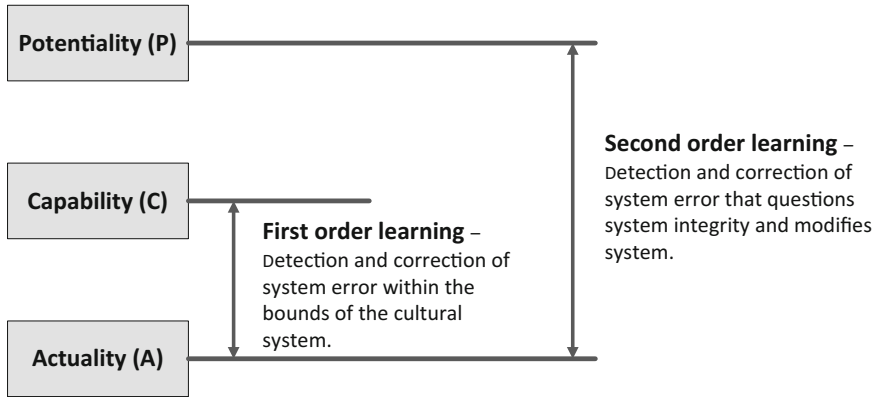 Potentiality (P)
Second order learning –
Detection and correction of
system error that questions
system integrity and modifies
system.
Capability (C)
First order learning –
Detection and correction of
system error within the
bounds of the cultural
system.
Actuality (A)